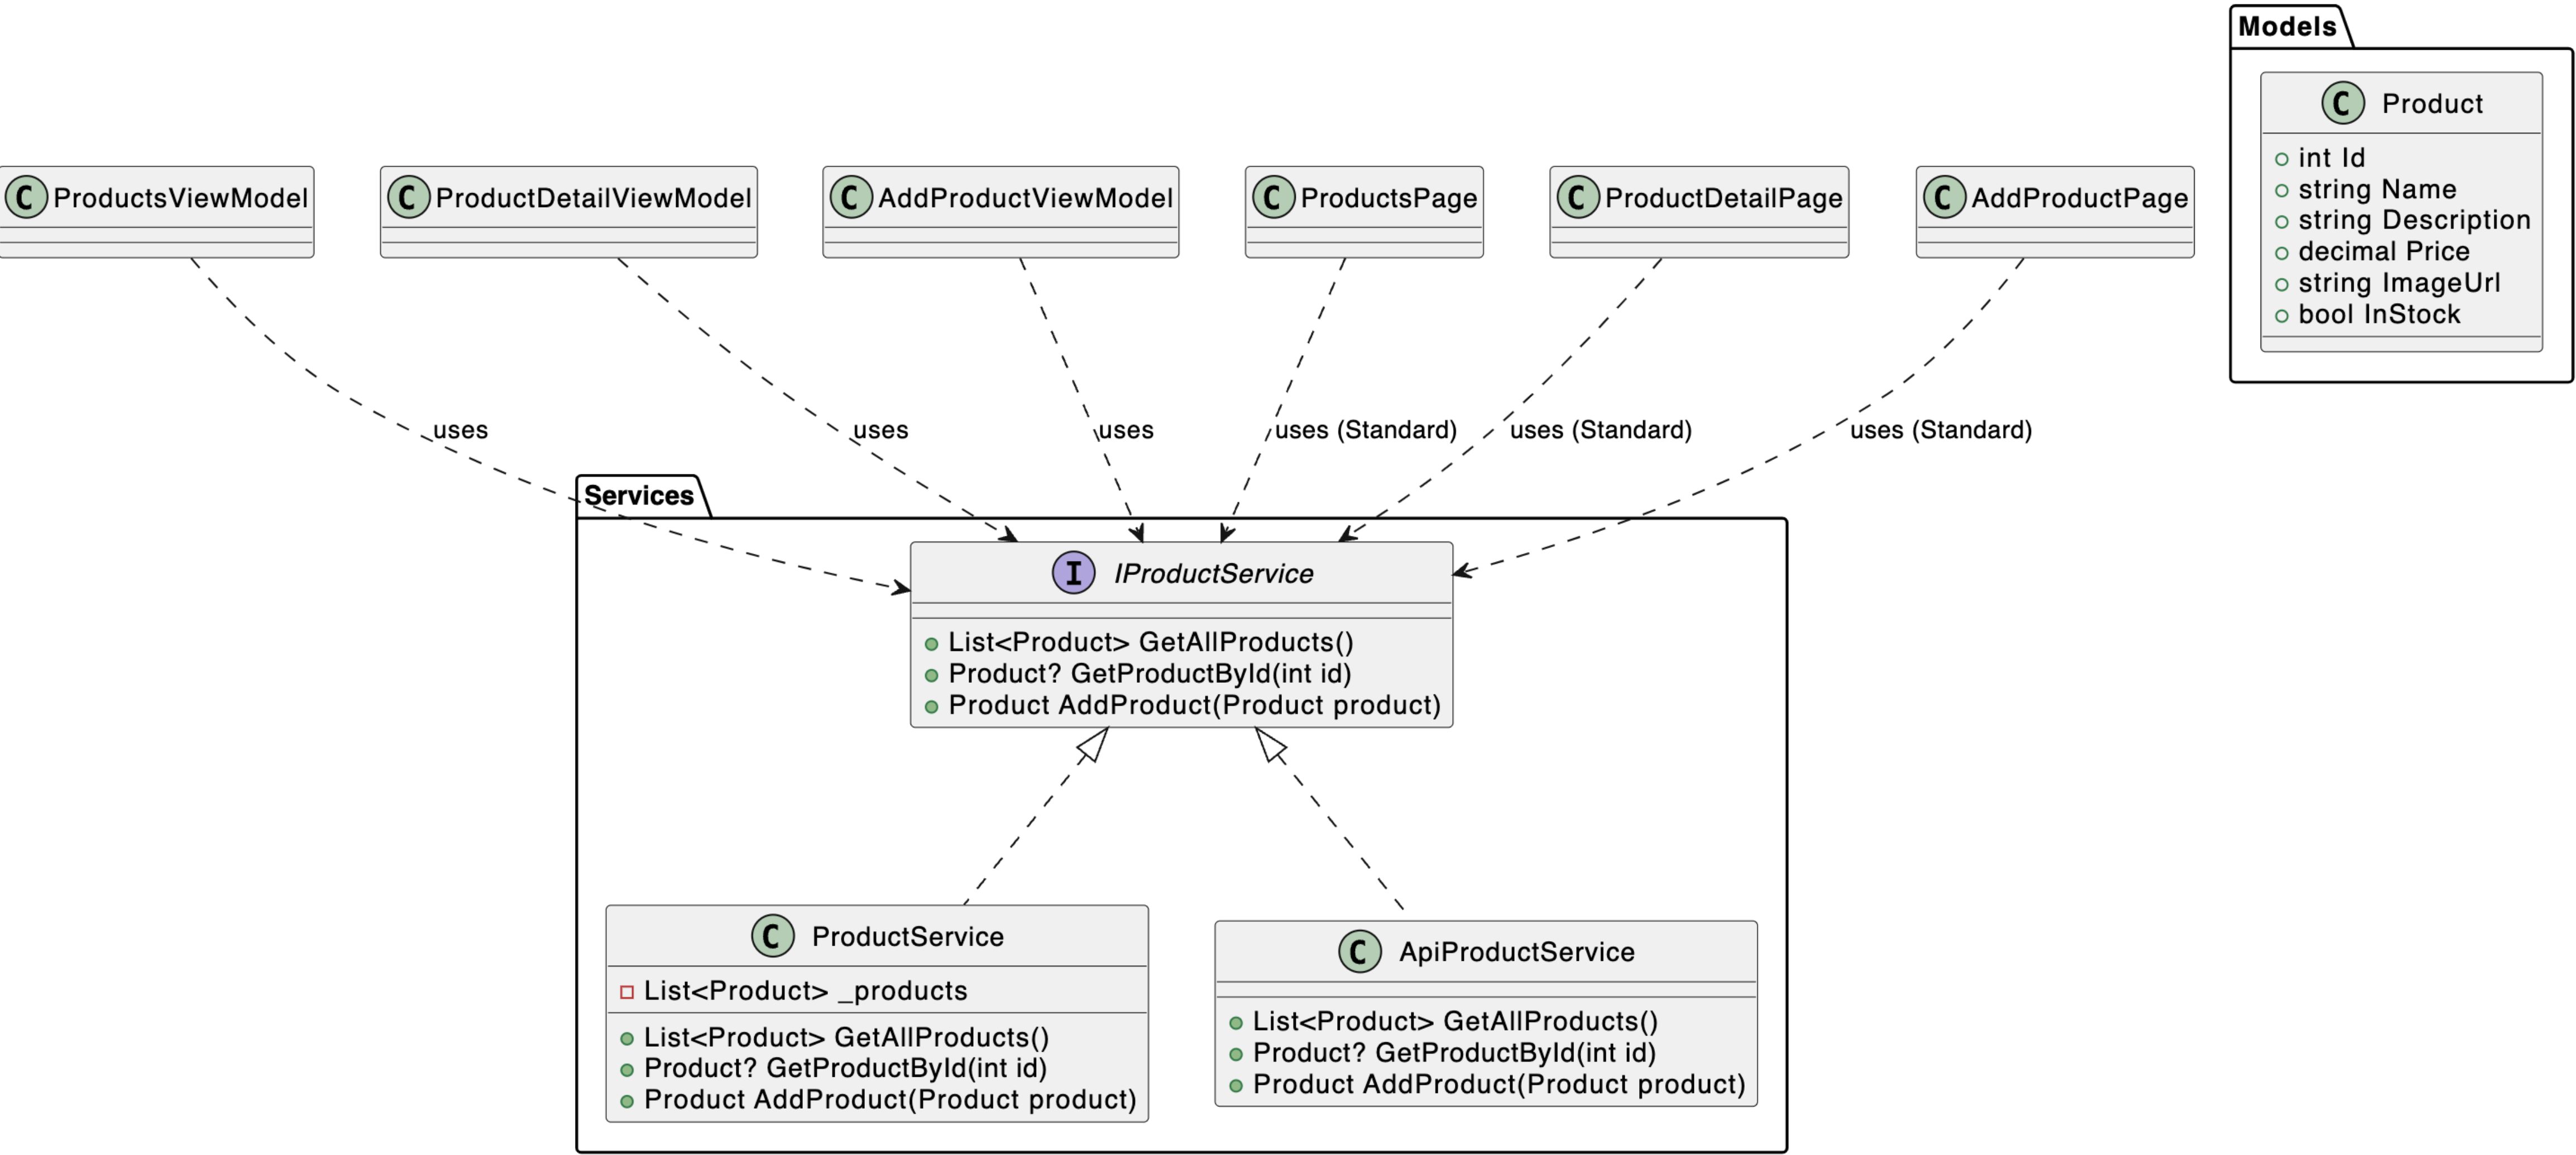 Models
C Product
int Id
string Name
string Description
decimal Price
string ImageUrl
bool InStock
C ProductsViewModel
C ProductDetailViewModel
C AddProductViewModel
C ProductsPage
C ProductDetailPage
C AddProductPage
uses
uses
uses
uses (Standard)
uses (Standard)
uses (Standard)
Services
I IProductService
List<Product> GetAllProducts()
Product? GetProductById(int id)
Product AddProduct(Product product)
C ProductService
List<Product> _products
List<Product> GetAllProducts()
Product? GetProductById(int id)
Product AddProduct(Product product)
C ApiProductService
List<Product> GetAllProducts()
Product? GetProductById(int id)
Product AddProduct(Product product)